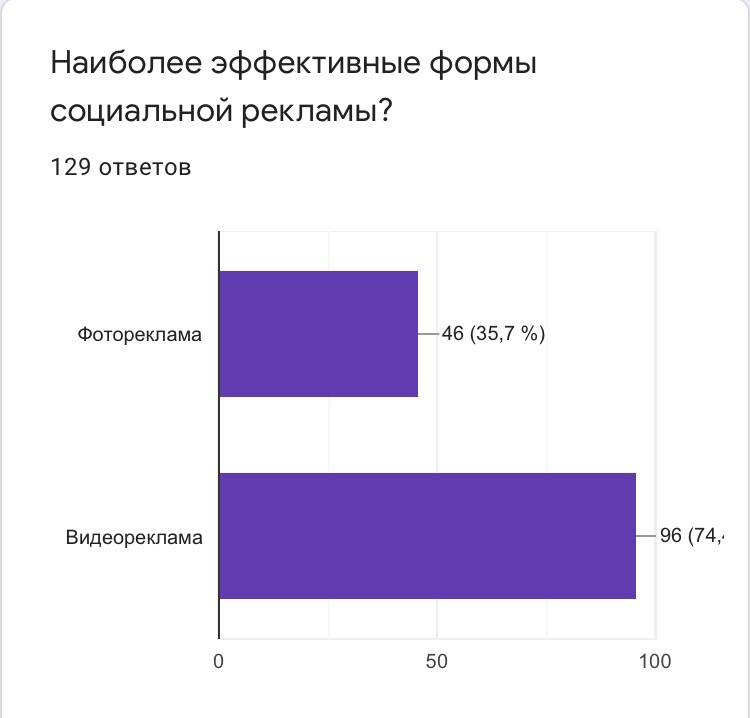 Наиболее эффективные формы
социальной рекламы?
129 ответов
Фотореклама
46 (35,7 %)
Видеореклама
96 (74,
0
50
100